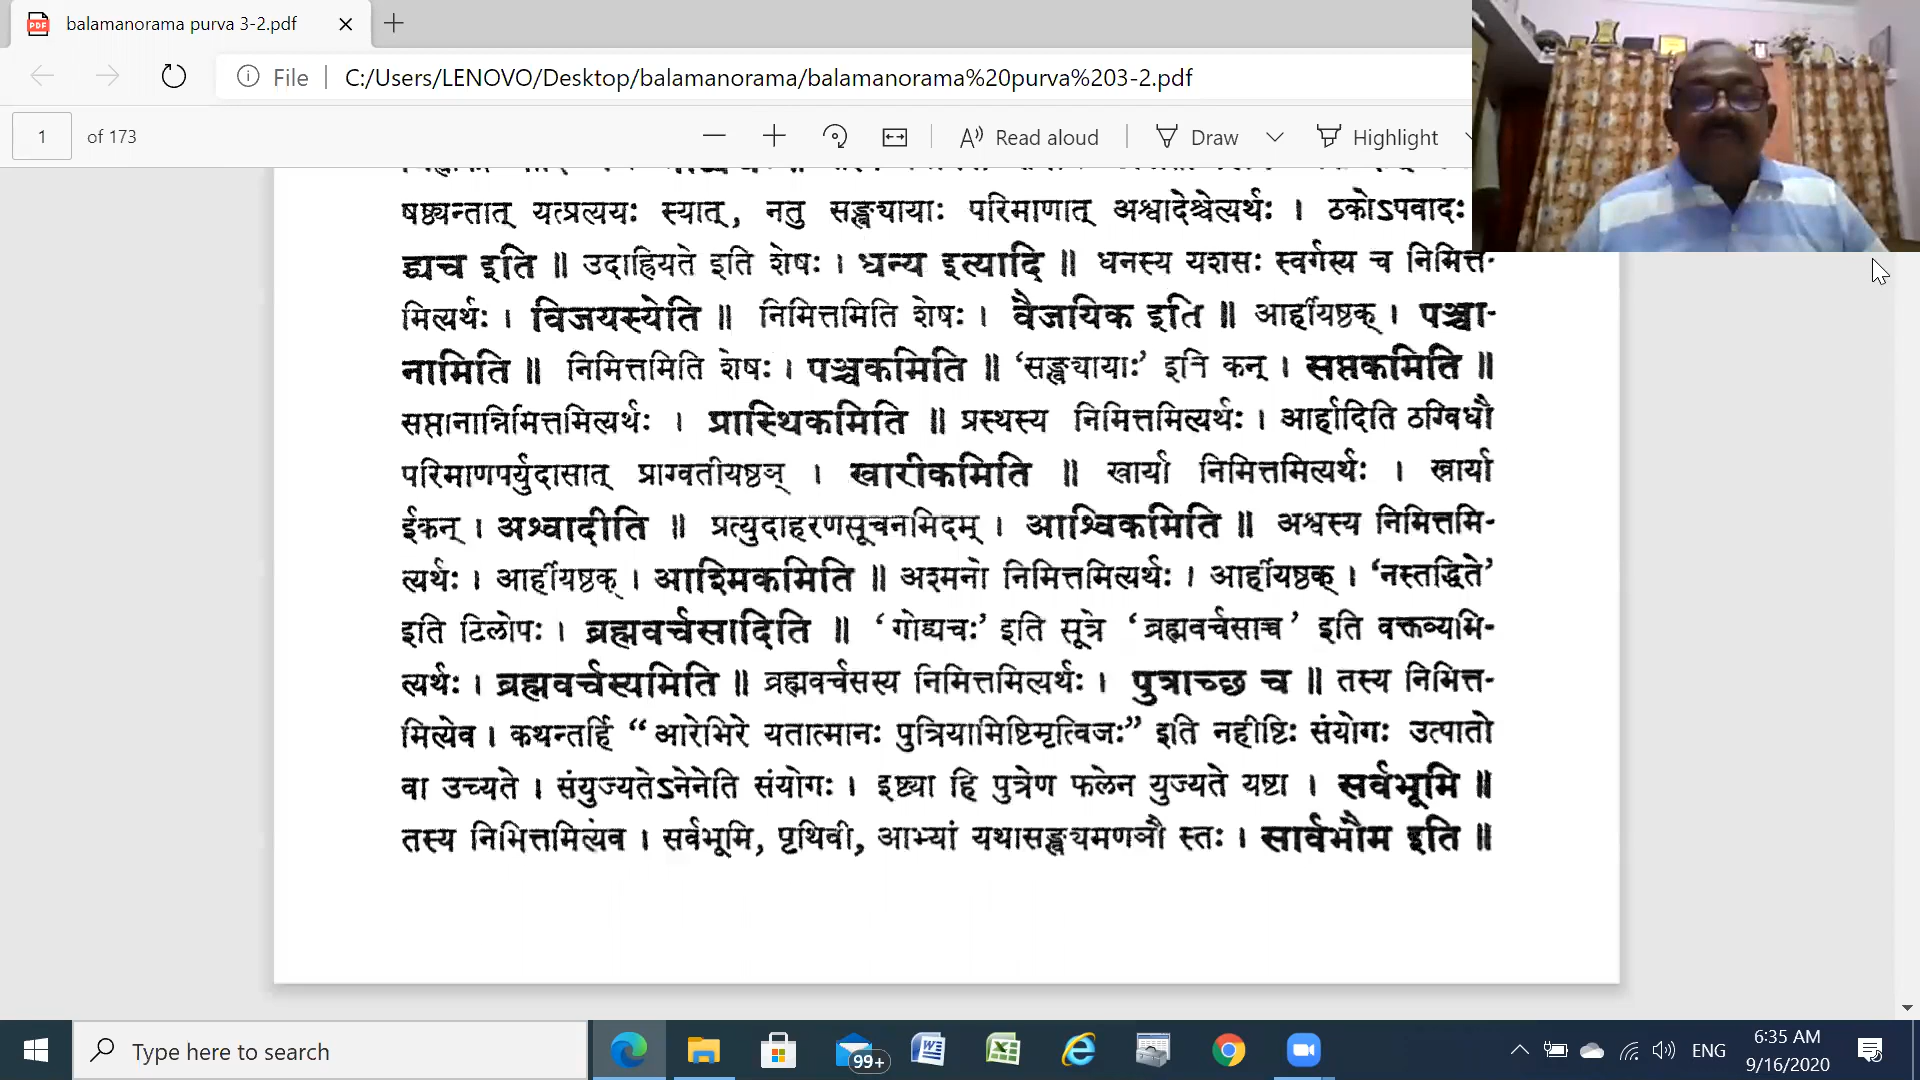 balamanorama purva 3-2.pdf
File | C:/Users/LENOVO/Desktop/balamanorama/balamanorama%20purva%203-2.pdf
1 of 173 Read aloud Draw Highlight
षष्ठ्यन्तात् यत्प्रत्ययः स्यात्, नतु सङ्ख्यायाः परिमाणात् अश्वादेश्चेत्यर्थः । ठकोऽपवादः
द्व्यच इति ॥ उदाह्रियते इति शेषः । धन्य इत्यादि ॥ धनस्य यशसः स्वर्गस्य च निमित्त-
मित्यर्थः । विजयस्येति ॥ निमित्तमिति शेषः । वैजयिक इति ॥ आर्हीयष्ठक् । पञ्चा-
नामिति ॥ निमित्तमिति शेषः । पञ्चकमिति ॥ ‘सङ्ख्यायाः’ इति कन् । सप्तकमिति ॥
सप्तानान्निमित्तमित्यर्थः । प्रास्थिकमिति ॥ प्रस्थस्य निमित्तमित्यर्थः । आर्हादिति ठग्विधौ
परिमाणपर्युदासात् प्राग्वतीयष्ठञ् । खारीकमिति ॥ खार्या निमित्तमित्यर्थः । खार्या
ईकन् । अश्वादीति ॥ प्रत्युदाहरणसूचनमिदम् । आश्विकमिति ॥ अश्वस्य निमित्तमि-
त्यर्थः । आर्हीयष्ठक् । आश्मिकमिति ॥ अश्मनो निमित्तमित्यर्थः । आर्हीयष्ठक् । ‘नस्तद्धिते’
इति टिलोपः । ब्रह्मवर्चसादिति ॥ ‘गोद्व्यचः’ इति सूत्रे ‘ब्रह्मवर्चसाच्च’ इति वक्तव्यमि-
त्यर्थः । ब्रह्मवर्चस्यमिति ॥ ब्रह्मवर्चसस्य निमित्तमित्यर्थः । पुत्राच्छ च ॥ तस्य निमित्त-
मित्येव । कथन्तर्हि “आरेभिरे यतात्मानः पुत्रियामिष्टिमृत्विजः” इति नहीष्टिः संयोगः उत्पातो
वा उच्यते । संयुज्यतेऽनेनेति संयोगः । इष्ट्या हि पुत्रेण फलेन युज्यते यष्टा । सर्वभूमि ॥
तस्य निमित्तमित्येव । सर्वभूमि, पृथिवी, आभ्यां यथासङ्ख्यमणञौ स्तः । सार्वभौम इति ॥
Type here to search
99+
ENG
6:35 AM
9/16/2020